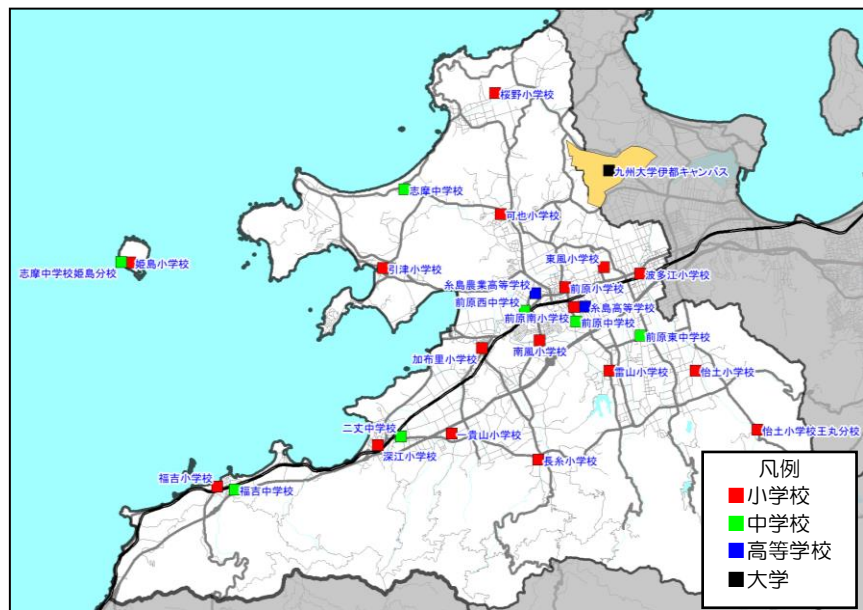 桜野小学校
九州大学伊都キャンパス
志摩中学校
可也小学校
志摩中学校姫島分校
姫島小学校
引津小学校
東風小学校
波多江小学校
糸島農業高等学校
前原小学校
前原西中学校
糸島高等学校
前原南小学校
前原中学校
前原東中学校
加布里小学校
南風小学校
雷山小学校
怡土小学校
二丈中学校
一貴山小学校
怡土小学校王丸分校
深江小学校
長糸小学校
福吉小学校
福吉中学校
凡例
小学校
中学校
高等学校
大学